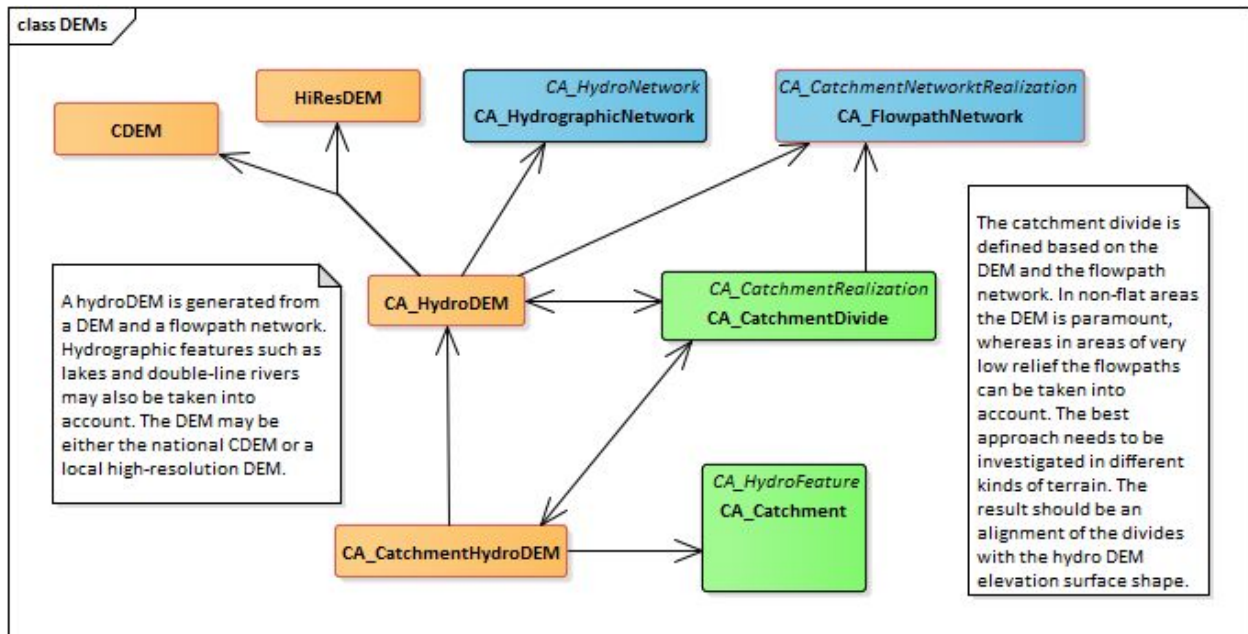 class DEMs
HiResDEM
CDEM
CA_HydroNetwork
CA_HydrographicNetwork
CA_CatchmentNetworktRealization
CA_FlowpathNetwork
A hydroDEM is generated from
a DEM and a flowpath network.
Hydrographic features such as
lakes and double-line rivers
may also be taken into
account. The DEM may be
either the national CDEM or a
local high-resolution DEM.
CA_HydroDEM
CA_CatchmentRealization
CA_CatchmentDivide
The catchment divide is
defined based on the
DEM and the flowpath
network. In non-flat areas
the DEM is paramount,
whereas in areas of very
low relief the flowpaths
can be taken into
account. The best
approach needs to be
investigated in different
kinds of terrain. The
result should be an
alignment of the divides
with the hydro DEM
elevation surface shape.
CA_CatchmentHydroDEM
CA_HydroFeature
CA_Catchment